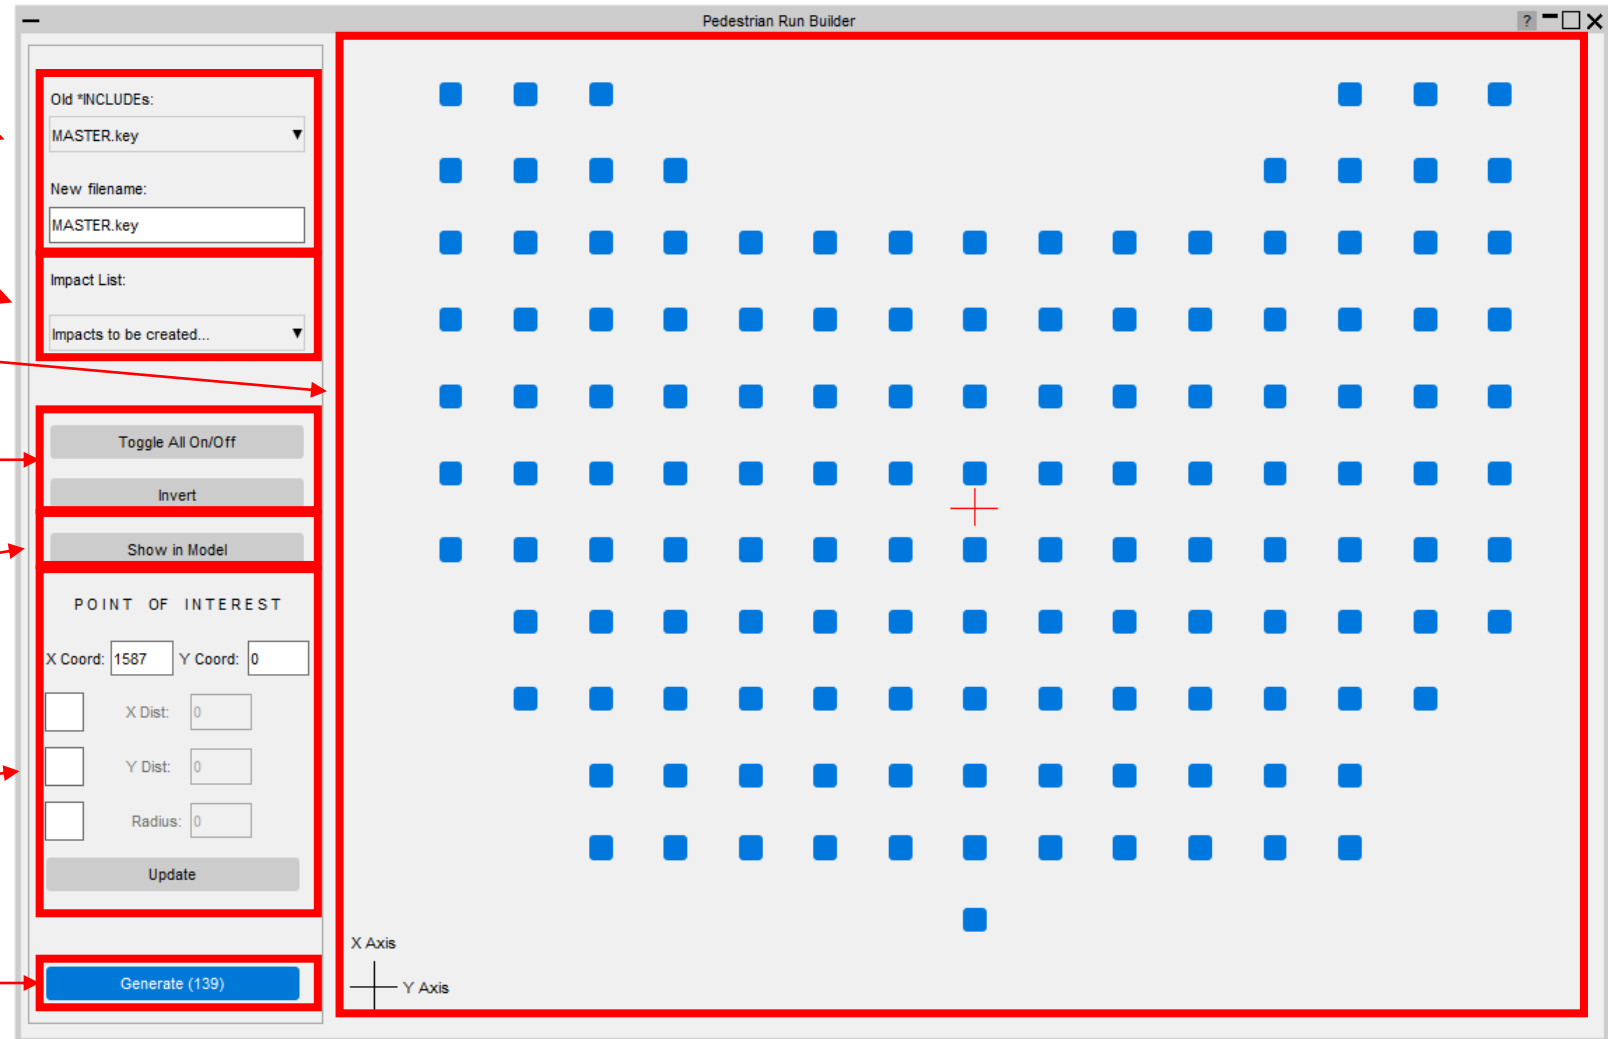 Pedestrian Run Builder
?
Old *INCLUDEs:
MASTER.key
New filename:
MASTER.key
Impact List:
Impacts to be created...
Toggle All On/Off
Invert
Show in Model
POINT OF INTEREST
X Coord: 1587 Y Coord: 0
X Dist: 0
Y Dist: 0
Radius: 0
Update
Generate (139)
X Axis
Y Axis